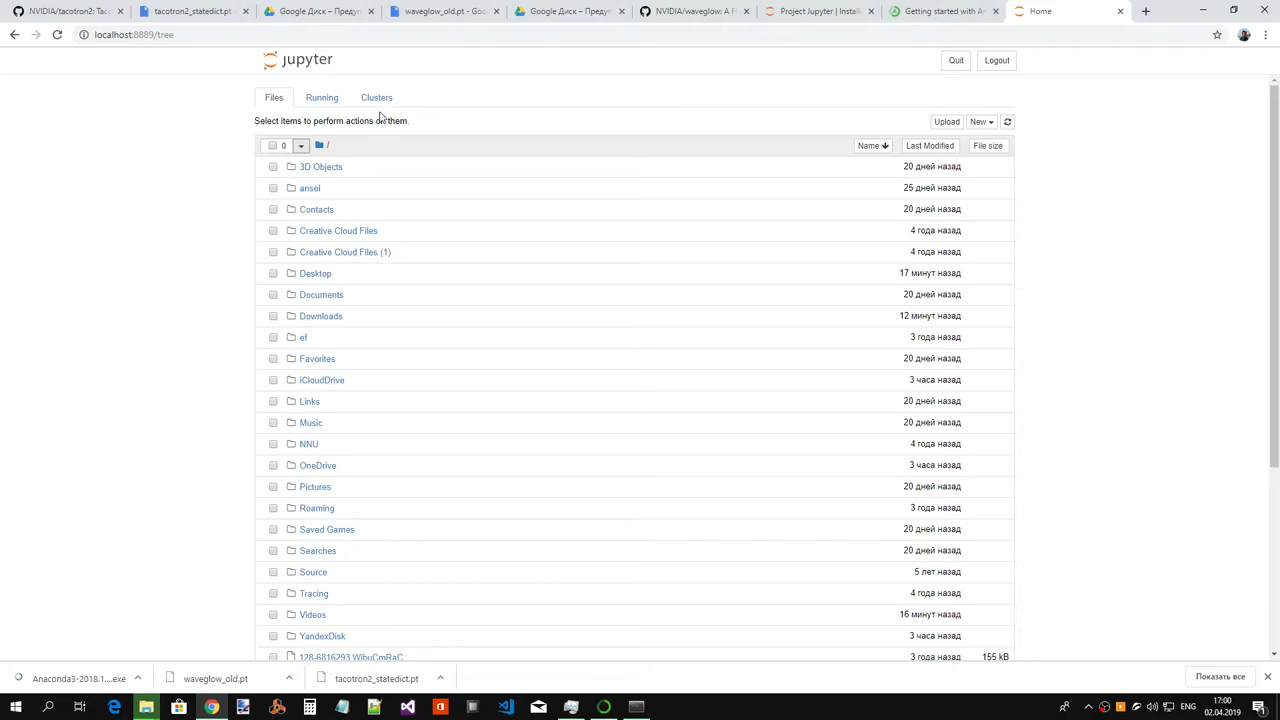 NVIDIA/tacotron2: Taco
tacotron2_statedict.pt - G
Google Диск – Предуп
waveglow_old.pt - Goo
Google Диск – Предуп
NVIDIA/waveglow: A F
Project Jupyter | Install
Getting started with An
Home
localhost:8889/tree
jupyter
Quit
Logout
Files
Running
Clusters
Select items to perform actions on them.
Upload
New
0
/
Name
Last Modified
File size
3D Objects
20 дней назад
ansel
25 дней назад
Contacts
20 дней назад
Creative Cloud Files
4 года назад
Creative Cloud Files (1)
4 года назад
Desktop
17 минут назад
Documents
20 дней назад
Downloads
12 минут назад
ef
3 года назад
Favorites
20 дней назад
iCloudDrive
3 часа назад
Links
20 дней назад
Music
20 дней назад
NNU
4 года назад
OneDrive
3 часа назад
Pictures
20 дней назад
Roaming
3 года назад
Saved Games
20 дней назад
Searches
20 дней назад
Source
5 лет назад
Tracing
4 года назад
Videos
16 минут назад
YandexDisk
3 часа назад
128-6816293 WibuCmRaC
3 года назад
155 kB
Anaconda3-2018.1....exe
waveglow_old.pt
tacotron2_statedict.pt
Показать все
ENG
17:00
02.04.2019